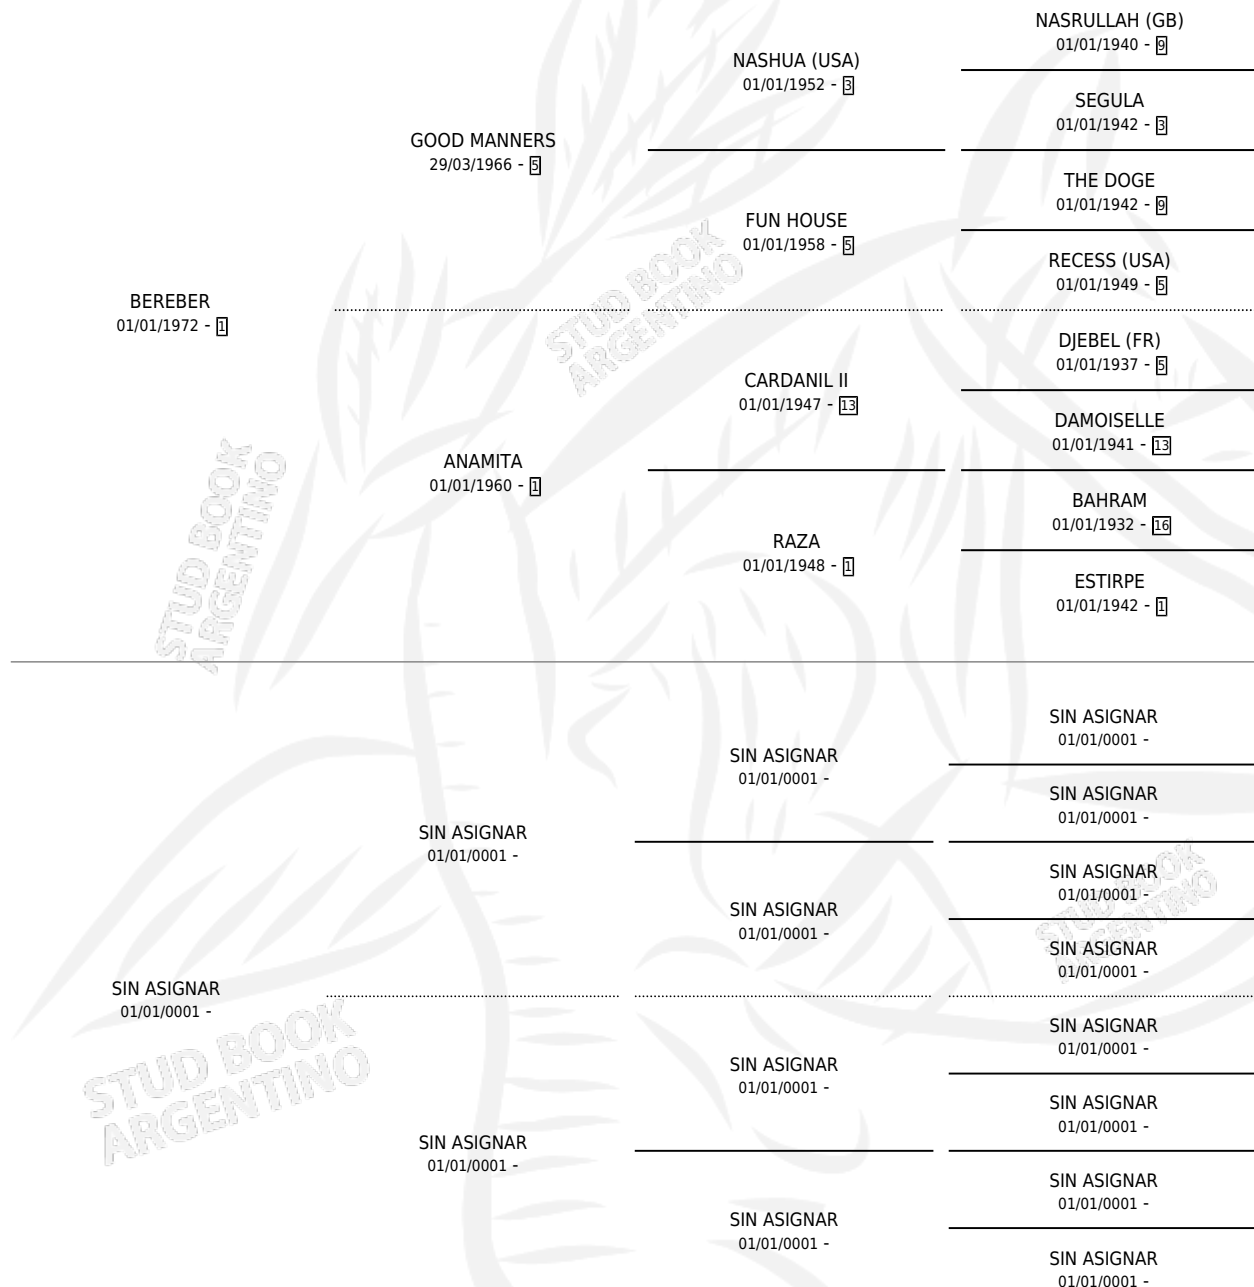 NASRULLAH (GB)
01/01/1940 - 9
NASHUA (USA)
01/01/1952 - 3
SEGULA
01/01/1942 - 3
GOOD MANNERS
29/03/1966 - 5
THE DOGE
01/01/1942 - 9
FUN HOUSE
01/01/1958 - 5
RECESS (USA)
01/01/1949 - 5
BEREBER
01/01/1972 - 1
DJEBEL (FR)
01/01/1937 - 5
CARDANIL II
01/01/1947 - 13
DAMOISELLE
01/01/1941 - 13
ANAMITA
01/01/1960 - 1
BAHRAM
01/01/1932 - 16
RAZA
01/01/1948 - 1
ESTIRPE
01/01/1942 - 1
STUD BOOK
ARGENTINO
STUD BOOK
ARGENTINO
SIN ASIGNAR
01/01/0001 -
SIN ASIGNAR
01/01/0001 -
SIN ASIGNAR
01/01/0001 -
SIN ASIGNAR
01/01/0001 -
SIN ASIGNAR
01/01/0001 -
SIN ASIGNAR
01/01/0001 -
SIN ASIGNAR
01/01/0001 -
SIN ASIGNAR
01/01/0001 -
SIN ASIGNAR
01/01/0001 -
SIN ASIGNAR
01/01/0001 -
SIN ASIGNAR
01/01/0001 -
SIN ASIGNAR
01/01/0001 -
SIN ASIGNAR
01/01/0001 -
SIN ASIGNAR
01/01/0001 -
SIN ASIGNAR
01/01/0001 -
STUD BOOK
ARGENTINO
STUD BOOK
ARGENTINO